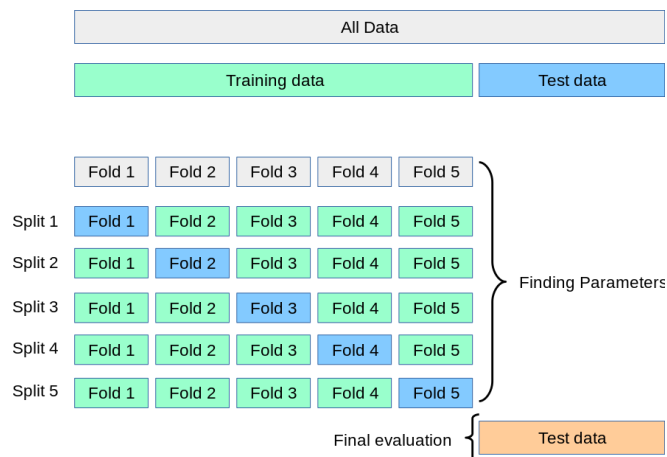 All Data
Training data Test data
Fold 1 Fold 2 Fold 3 Fold 4 Fold 5
Split 1 Fold 1 Fold 2 Fold 3 Fold 4 Fold 5
Split 2 Fold 1 Fold 2 Fold 3 Fold 4 Fold 5
Finding Parameters
Split 3 Fold 1 Fold 2 Fold 3 Fold 4 Fold 5
Split 4 Fold 1 Fold 2 Fold 3 Fold 4 Fold 5
Split 5 Fold 1 Fold 2 Fold 3 Fold 4 Fold 5
Final evaluation Test data